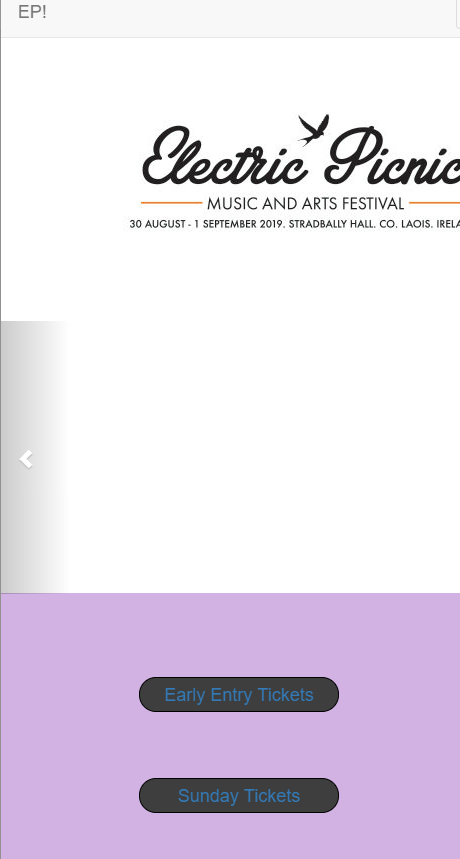 EP!
Electric Picnic
MUSIC AND ARTS FESTIVAL
30 AUGUST - 1 SEPTEMBER 2019. STRADBALLY HALL. CO. LAOIS.
Early Entry Tickets
Sunday Tickets